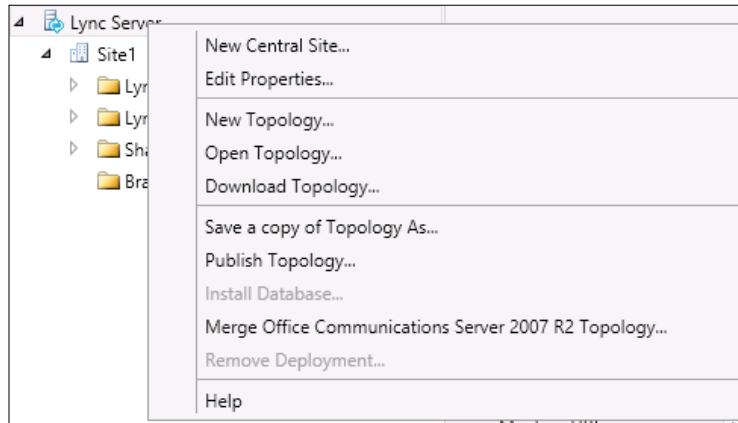 Lync Server
Site1
New Central Site...
Edit Properties...
New Topology...
Open Topology...
Download Topology...
Save a copy of Topology As...
Publish Topology...
Install Database...
Merge Office Communications Server 2007 R2 Topology...
Remove Deployment...
Help